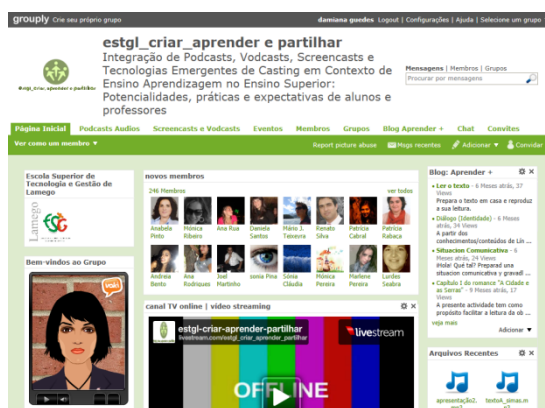 grouply Crie seu próprio grupo
damiana guedes Logout | Configurações | Ajuda | Selecione um grupo
estgl_criar_aprender e partilhar
Integração de Podcasts, Vodcasts, Screencasts e
Tecnologias Emergentes de Casting em Contexto de
Ensino Aprendizagem no Ensino Superior:
Potencialidades, práticas e expectativas de alunos e
professores
Mensagens | Membros | Grupos
Procurar por mensagens
Página Inicial Podcasts Audios Screencasts e Vodcasts Eventos Membros Grupos Blog Aprender + Chat Convites
Ver como um membro
Report picture abuse Msgs recentes Adicionar Convidar
Escola Superior de
Tecnologia e Gestão de
Lamego
Lamego
Bem-vindos ao Grupo
novos membros
246 Membros ver todos
Anabela Pinto
Mónica Ribeiro
Ana Rua
Daniela Santos
Mário J. Teixeyra
Renato Silva
Patrícia Cabral
Patrícia Rabaca
Andreia Bento
Ana Rodrigues
Joel Martinho
sonia Pina
Sónia Cláudia
Mónica Pereira
Marlene Pereira
Lurdes Seabra
canal TV online | video streaming
estgl-criar-aprender-partilhar
livestream.com/estgl_criar_aprender_partilhar
livestream
OFFLINE
Blog: Aprender +
Ler o texto - 6 Meses atrás, 37
Views
Prepara o texto em casa e reproduz
a sua leitura.
Diálogo (Identidade) - 6 Meses
atrás, 34 Views
A partir dos
conhecimentos/conteúdos de Lín ...
Situacion Comunicativa - 6
Meses atrás, 24 Views
¡Hola! Qué tal? Preparad una
situacion comunicativa y gravadl ...
Capítulo I do romance "A Cidade e
as Serras" - 9 Meses atrás, 17
Views
A presente actividade tem como
propósito facilitar a leitura da ob ...
veja mais
Adicionar
Arquivos Recentes
apresentação2.
textoA_simas.m